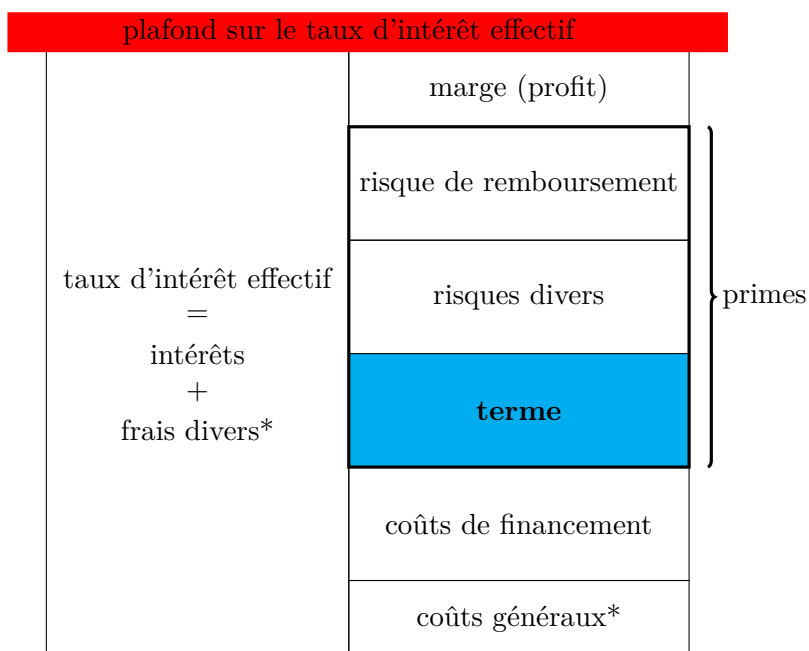 plafond sur le taux d'intérêt effectif
marge (profit)
risque de remboursement
taux d'intérêt effectif
=
intérêts
+
frais divers*
risques divers
primes
terme
coûts de financement
coûts généraux*